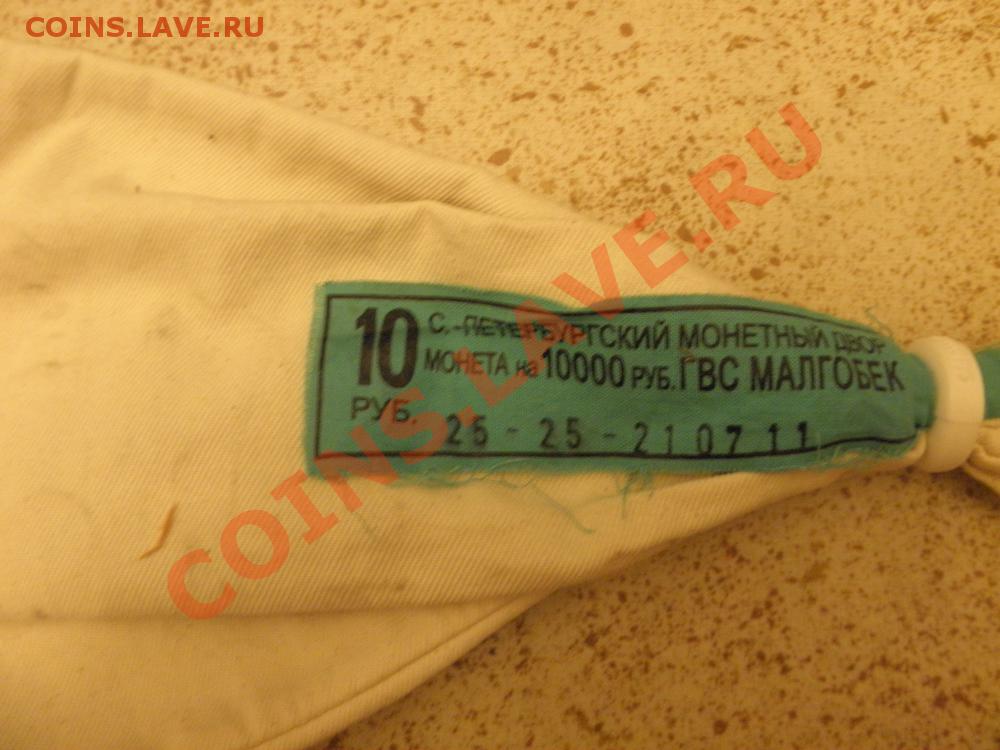 COINS.LAVE.RU
COINS.LAVE.RU
10 С.-ПЕТЕРБУРГСКИЙ МОНЕТНЫЙ ДВОР
МОНЕТА на 10000 РУБ. ГВС МАЛГОБЕК
РУБ. 25 - 25 - 210711